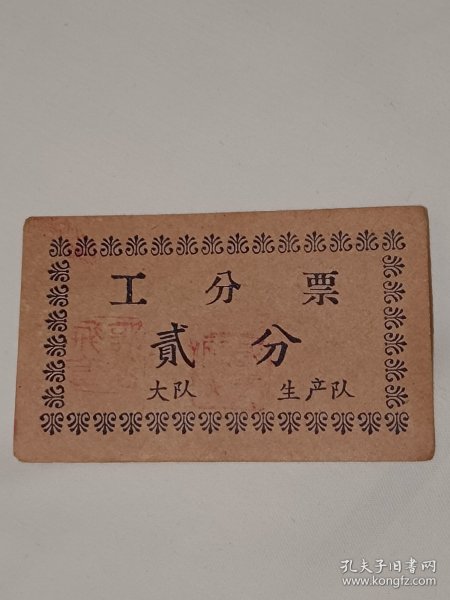 工分票
贰分
大队 生产队
孔夫子旧书网
www.kongfz.com